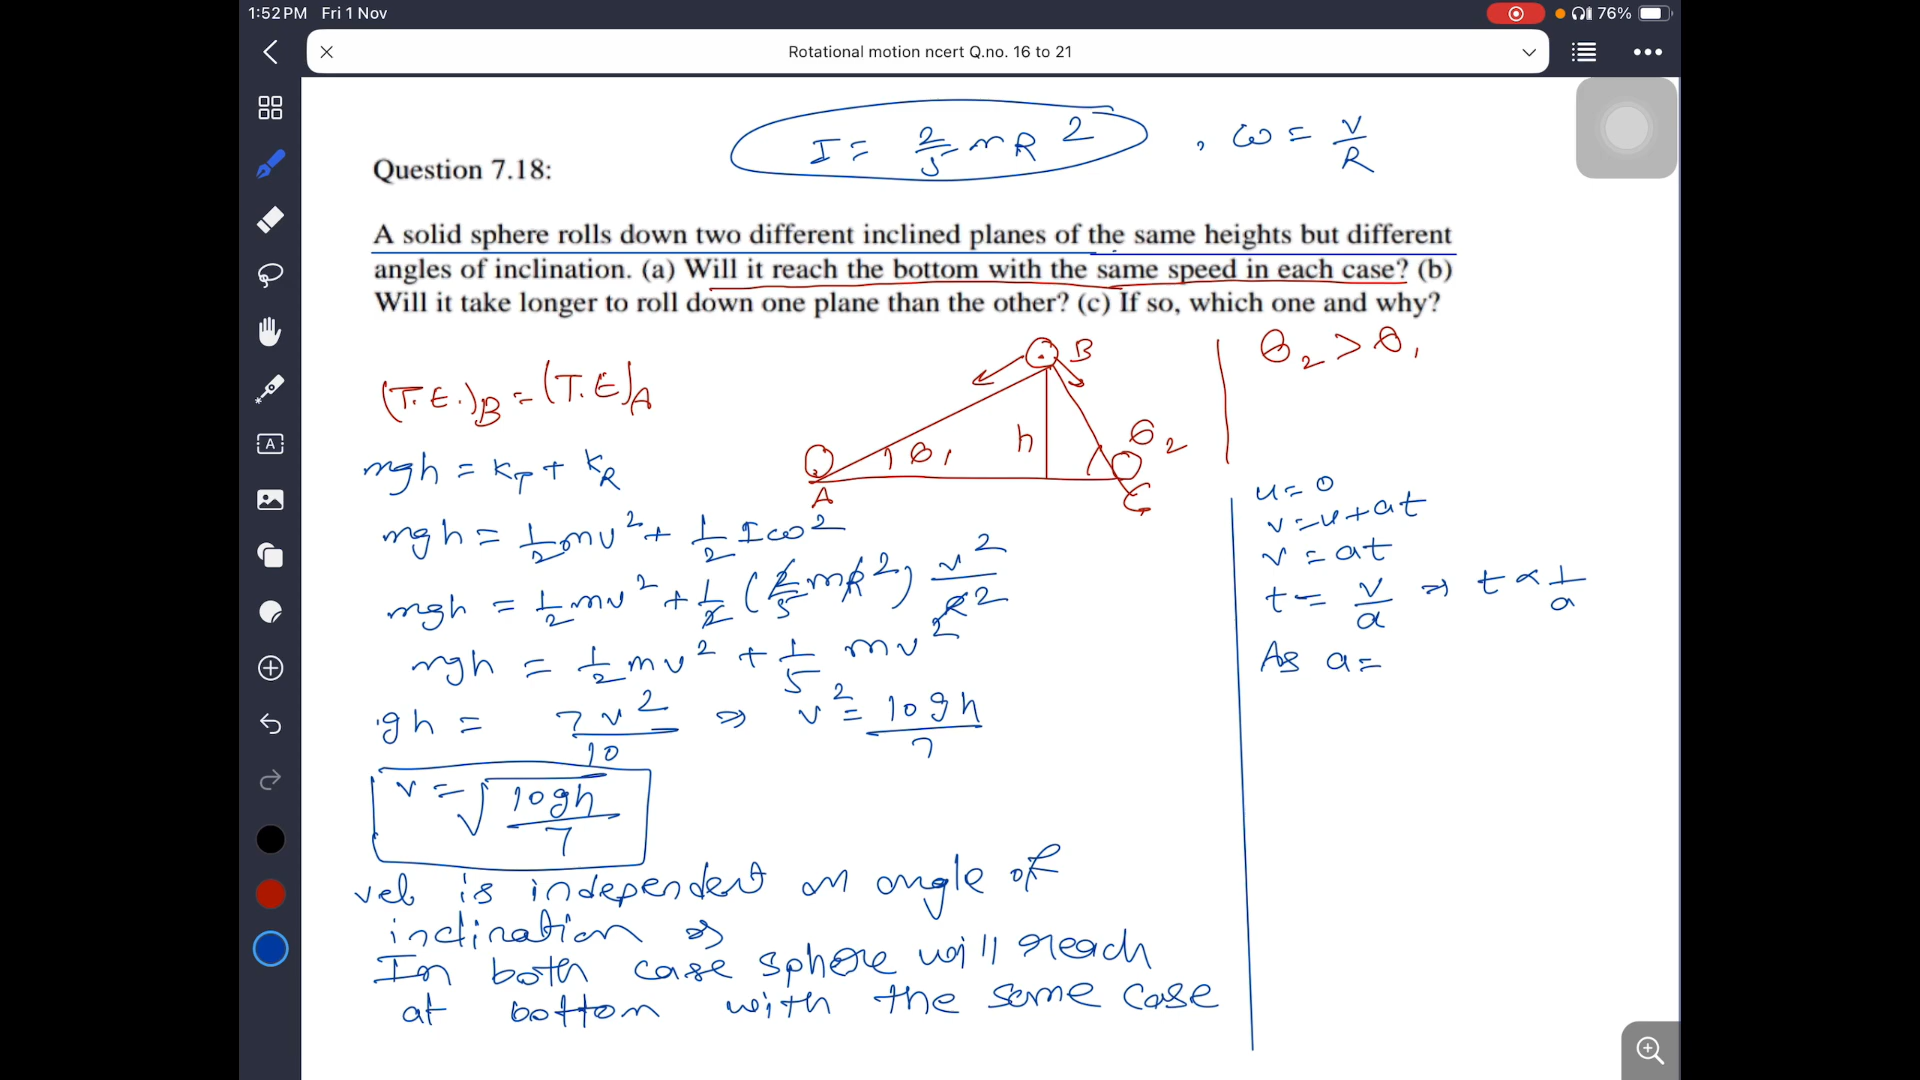 1:52 PM Fri 1 Nov
76%
Rotational motion ncert Q.no. 16 to 21
I = 2/5 mR², ω = v/R
Question 7.18:
A solid sphere rolls down two different inclined planes of the same heights but different
angles of inclination. (a) Will it reach the bottom with the same speed in each case? (b)
Will it take longer to roll down one plane than the other? (c) If so, which one and why?
(T.E.)B = (T.E)A
B
h
θ1
θ2
A
C
θ2 > θ1
mgh = KT + KR
mgh = 1/2 mv² + 1/2 Iω²
mgh = 1/2 mv² + 1/2 (2/5 mR²) v²/R²
mgh = 1/2 mv² + 1/5 mv²
gh = 7v²/10 ⇒ v² = 10gh/7
v = √(10gh/7)
vel is independent on angle of
inclination ⇒
In both case sphere will reach
at bottom with the same case
u = 0
v = u + at
v = at
t = v/a ⇒ t ∝ 1/a
As a =